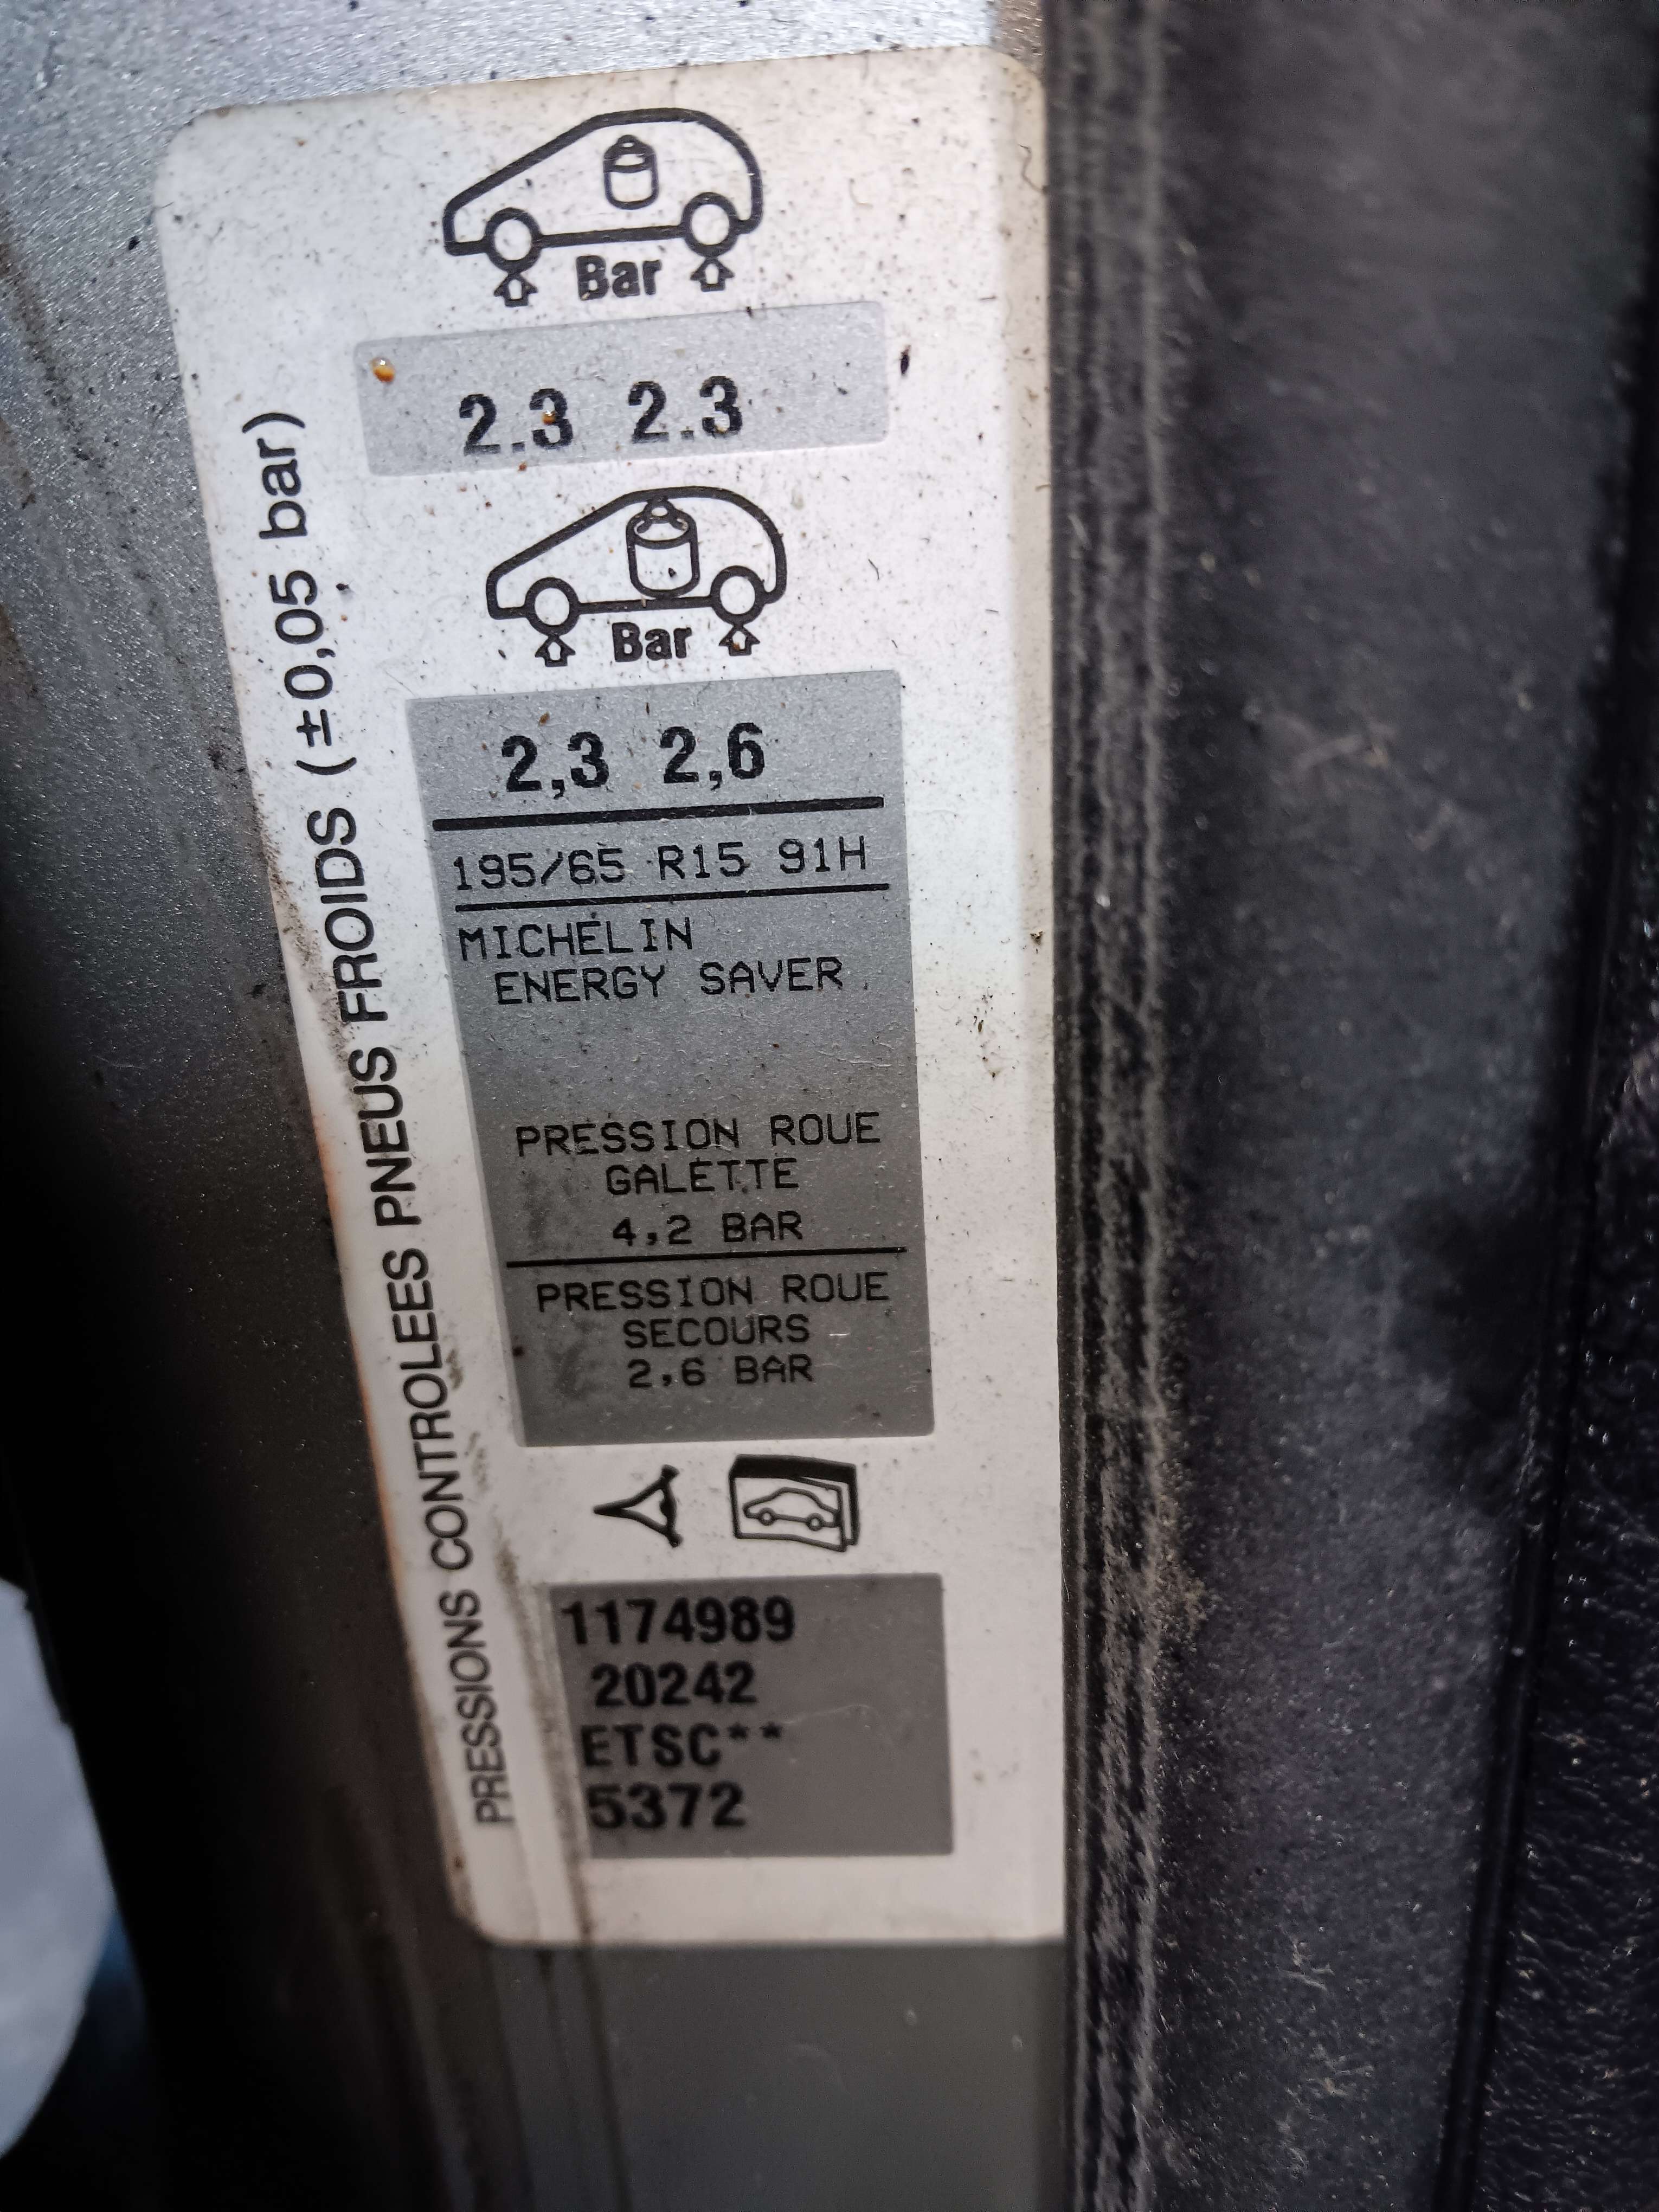 Bar
2.3 2.3
Bar
2,3 2,6
195/65 R15 91H
MICHELIN
ENERGY SAVER
PRESSION ROUE
GALETTE
4,2 BAR
PRESSION ROUE
SECOURS
2,6 BAR
1174989
20242
ETSC**
5372
PRESSIONS CONTROLEES PNEUS FROIDS (±0,05 bar)